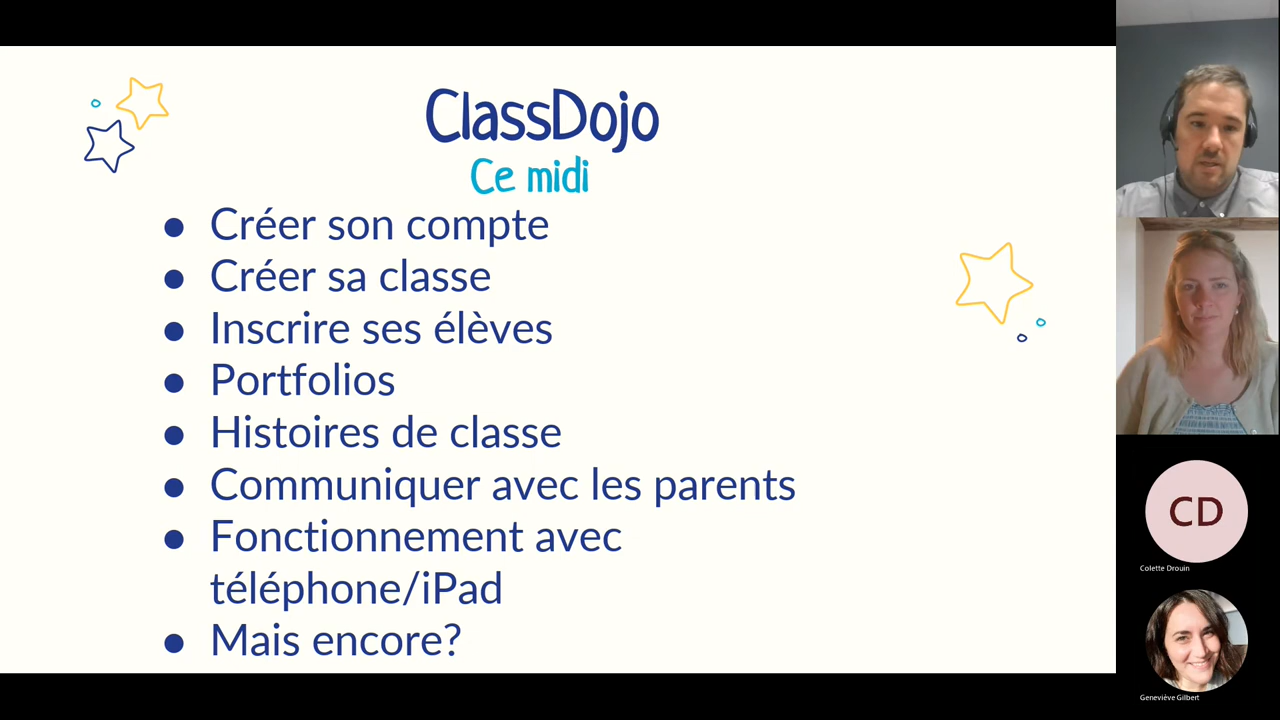 ClassDojo
Ce midi
● Créer son compte
● Créer sa classe
● Inscrire ses élèves
● Portfolios
● Histoires de classe
● Communiquer avec les parents
● Fonctionnement avec
téléphone/iPad
● Mais encore?
CD
Colette Drouin
Geneviève Gilbert